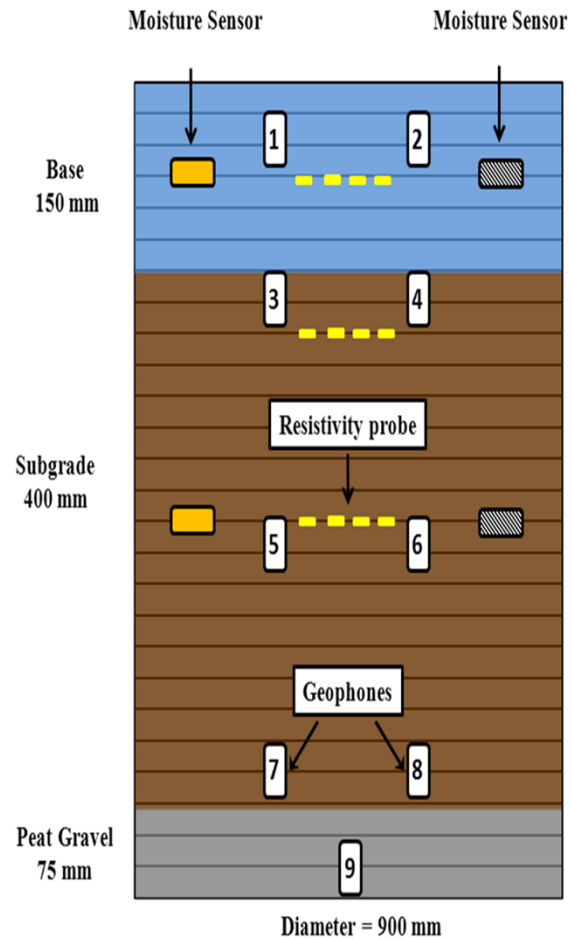 Moisture Sensor
Moisture Sensor
1
2
Base
150 mm
3
4
Resistivity probe
Subgrade
400 mm
5
6
Geophones
7
8
Peat Gravel
75 mm
9
Diameter = 900 mm